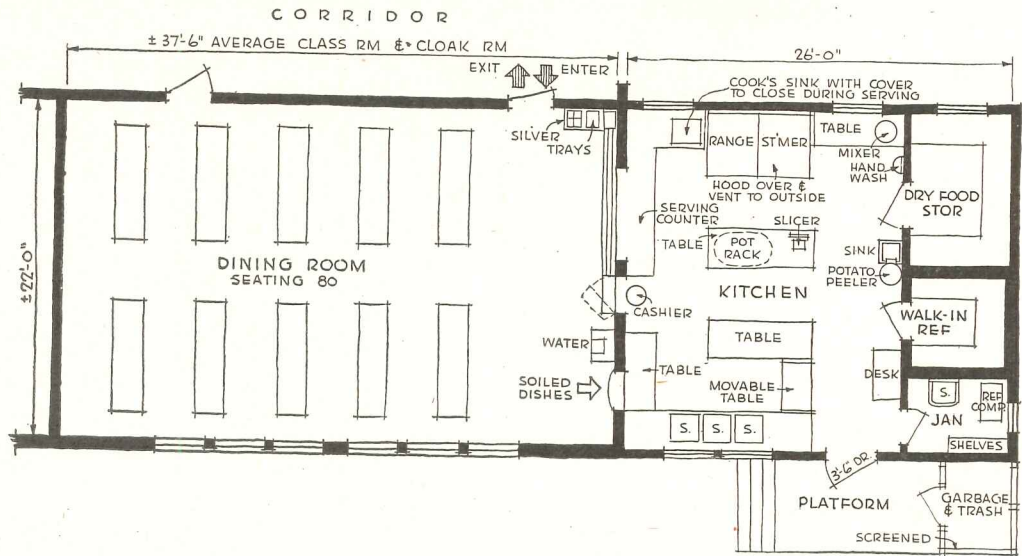 CORRIDOR
± 37'-6" AVERAGE CLASS RM & CLOAK RM
26'-0"
EXIT
ENTER
COOK'S SINK WITH COVER
TO CLOSE DURING SERVING
SILVER
TRAYS
RANGE
ST'MER
TABLE
MIXER
HAND
WASH
HOOD OVER &
VENT TO OUTSIDE
DRY FOOD
STOR
SERVING
COUNTER
SLICER
TABLE
POT
RACK
SINK
POTATO
PEELER
± 22'-0"
DINING ROOM
SEATING 80
KITCHEN
CASHIER
WALK-IN
REF
WATER
TABLE
TABLE
DESK
SOILED
DISHES
MOVABLE
TABLE
S.
REF
COMP.
JAN
S.
S.
S.
SHELVES
3'-6" DR.
PLATFORM
GARBAGE
& TRASH
SCREENED